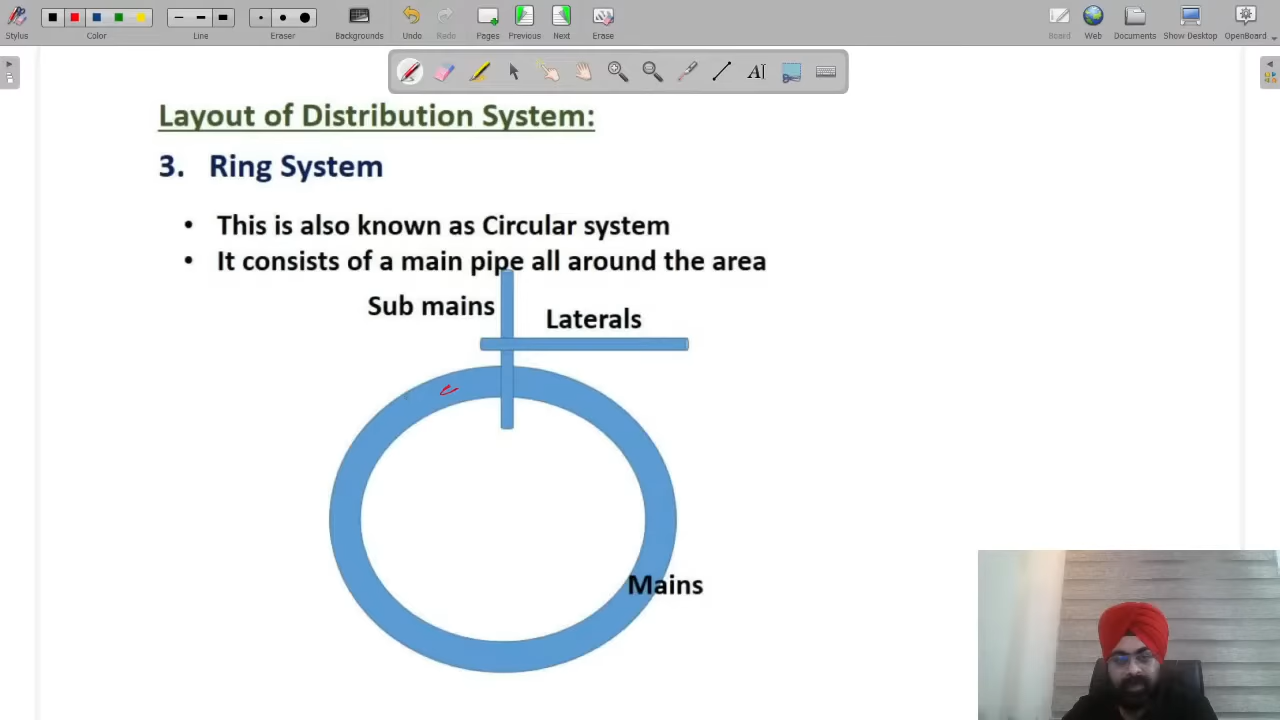 Stylus
Color
Line
Eraser
Backgrounds
Undo
Redo
Pages
Previous
Next
Erase
Board
Web
Documents
Show Desktop
OpenBoard
Layout of Distribution System:
3. Ring System
• This is also known as Circular system
• It consists of a main pipe all around the area
Sub mains
Laterals
Mains